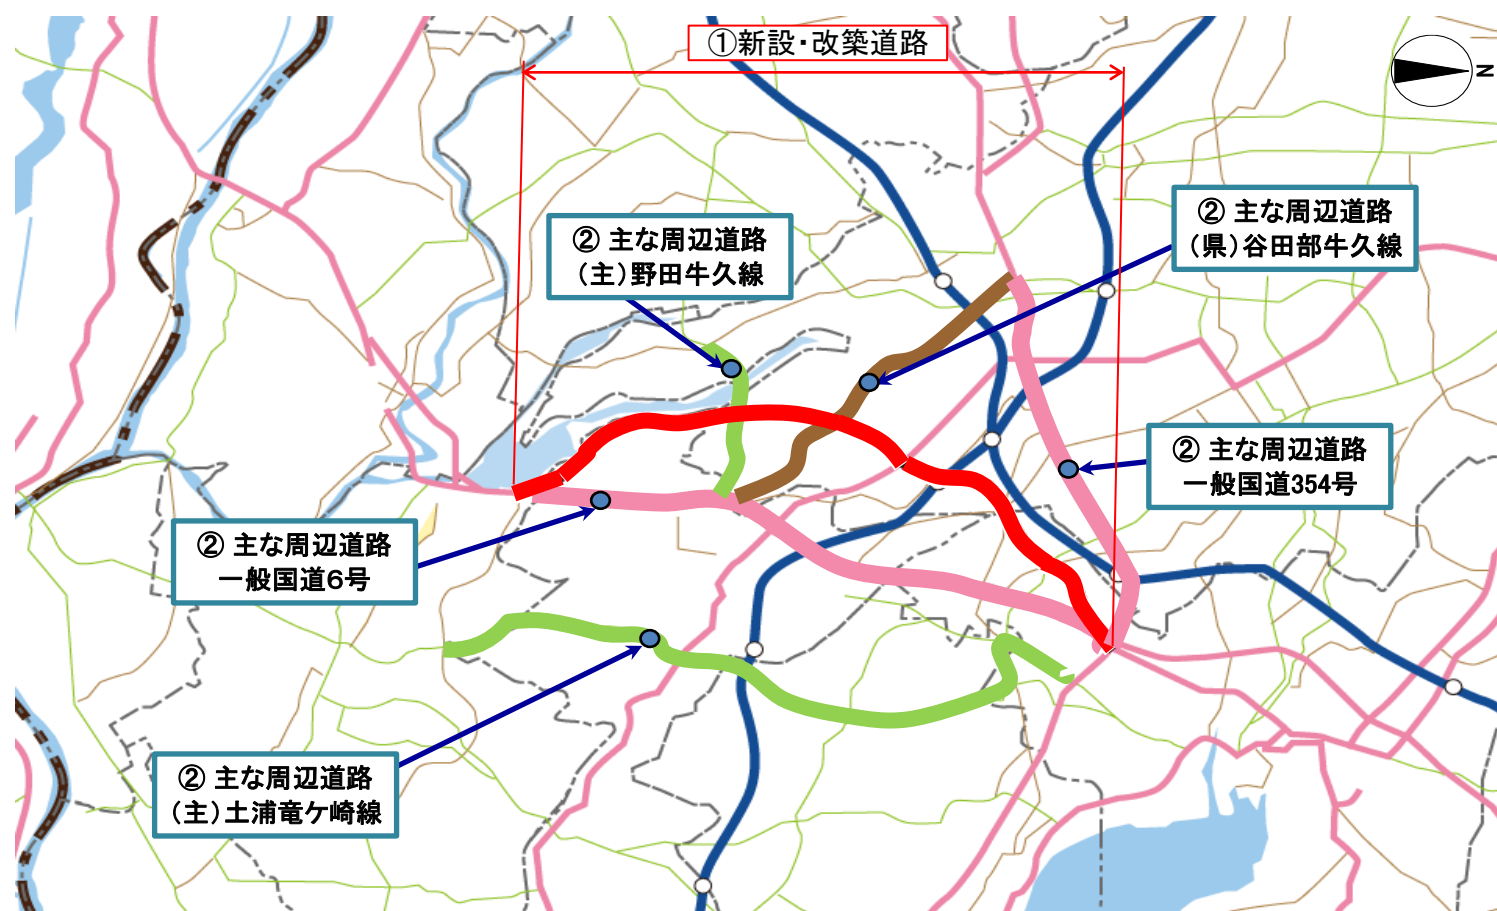 ①新設・改築道路
N
② 主な周辺道路
（県）谷田部牛久線
② 主な周辺道路
（主）野田牛久線
② 主な周辺道路
一般国道354号
② 主な周辺道路
一般国道６号
② 主な周辺道路
（主）土浦竜ケ崎線